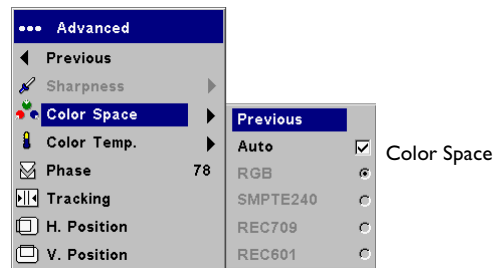 Advanced
Previous
Sharpness
Color Space
Color Temp.
Phase 78
Tracking
H. Position
V. Position
Previous
Auto
RGB
SMPTE240
REC709
REC601
Color Space